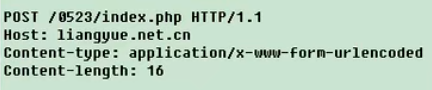 POST /0523/index.php HTTP/1.1
Host: liangyue.net.cn
Content-type: application/x-www-form-urlencoded
Content-length: 16